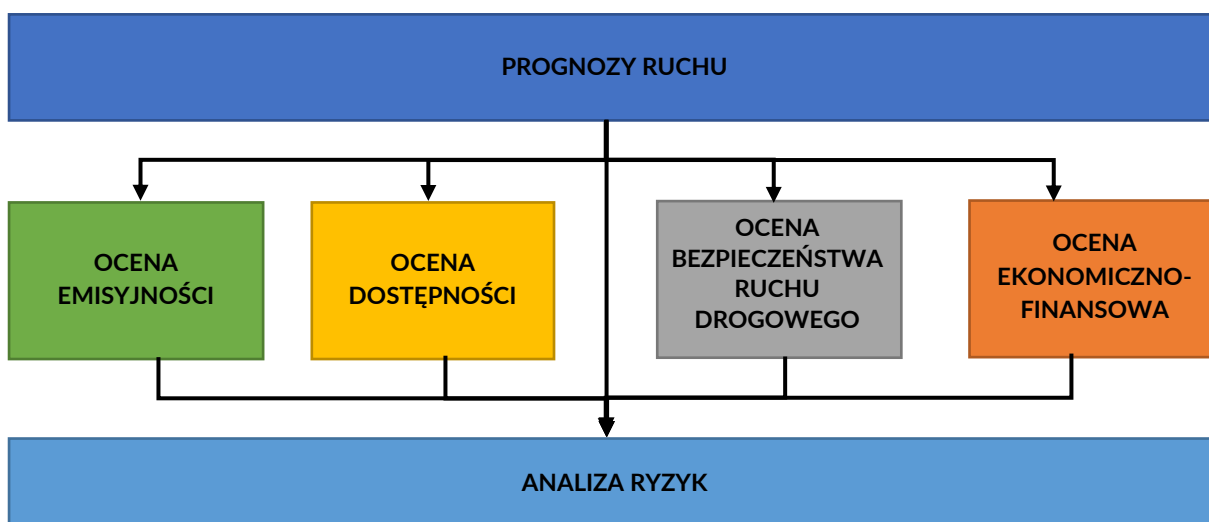 PROGNOZY RUCHU
OCENA
EMISYJNOŚCI
OCENA
DOSTĘPNOŚCI
OCENA
BEZPIECZEŃSTWA
RUCHU
DROGOWEGO
OCENA
EKONOMICZNO-
FINANSOWA
ANALIZA RYZYK